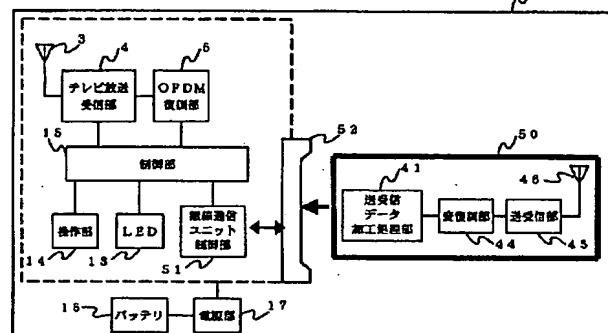 3
4
テレビ放送
受信部
6
OFDM
復調部
15
制御部
操作部
14
LED
13
無線通信
ユニット
制御部
51
52
50
41
送受信
データ
加工処理部
変復調部
44
送受信部
45
46
バッテリ
電源部
17